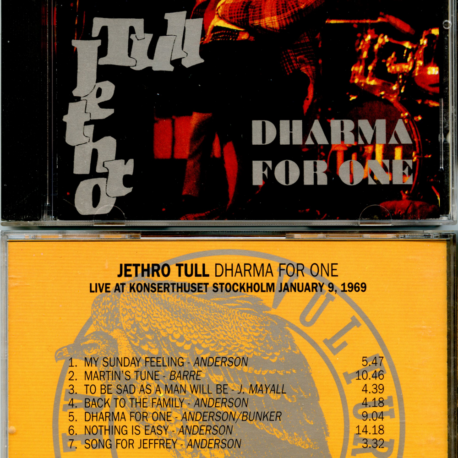 Jethro
Tull
DHARMA
FOR ONE
JETHRO TULL DHARMA FOR ONE
LIVE AT KONSERTHUSET STOCKHOLM JANUARY 9, 1969
1. MY SUNDAY FEELING - ANDERSON 5.47
2. MARTIN'S TUNE - BARRE 10.46
3. TO BE SAD AS A MAN WILL BE - J. MAYALL 4.39
4. BACK TO THE FAMILY - ANDERSON 4.18
5. DHARMA FOR ONE - ANDERSON/BUNKER 9.04
6. NOTHING IS EASY - ANDERSON 14.18
7. SONG FOR JEFFREY - ANDERSON 3.32